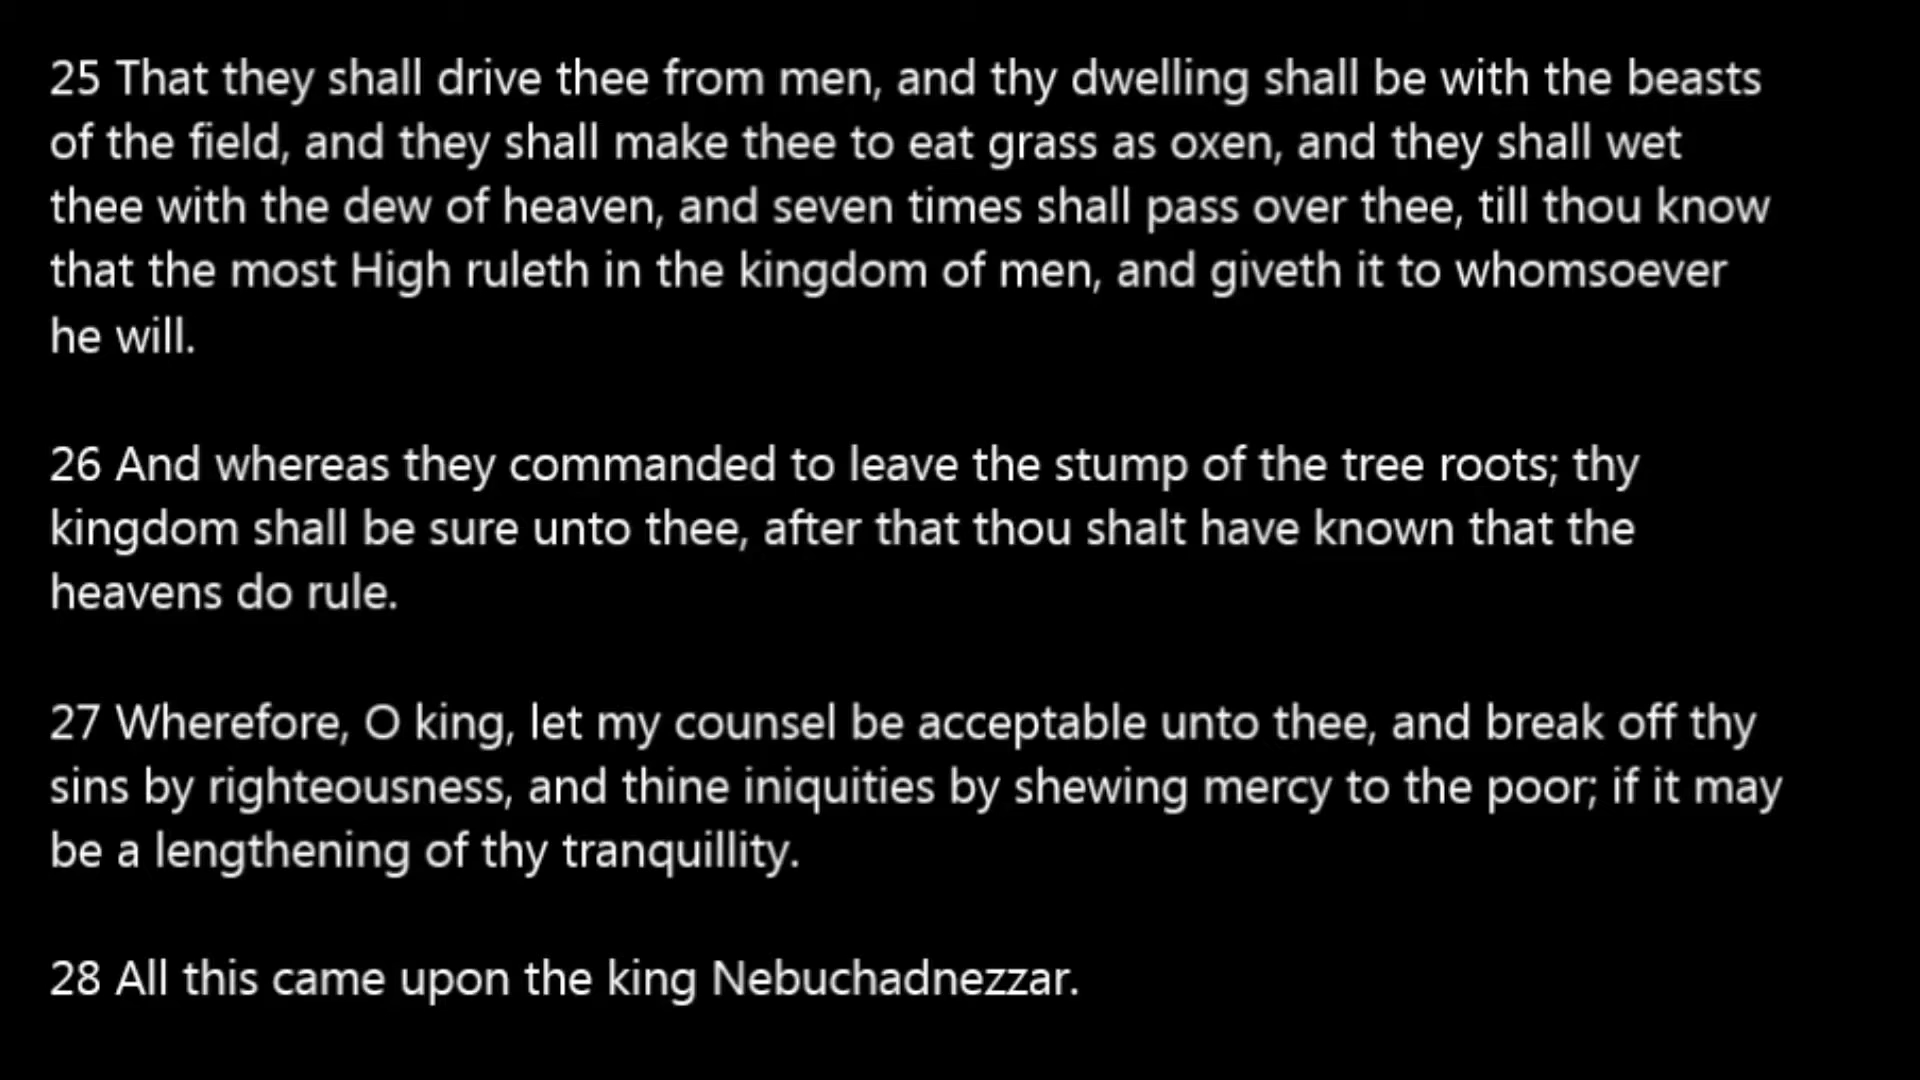 25 That they shall drive thee from men, and thy dwelling shall be with the beasts
of the field, and they shall make thee to eat grass as oxen, and they shall wet
thee with the dew of heaven, and seven times shall pass over thee, till thou know
that the most High ruleth in the kingdom of men, and giveth it to whomsoever
he will.
26 And whereas they commanded to leave the stump of the tree roots; thy
kingdom shall be sure unto thee, after that thou shalt have known that the
heavens do rule.
27 Wherefore, O king, let my counsel be acceptable unto thee, and break off thy
sins by righteousness, and thine iniquities by shewing mercy to the poor; if it may
be a lengthening of thy tranquillity.
28 All this came upon the king Nebuchadnezzar.